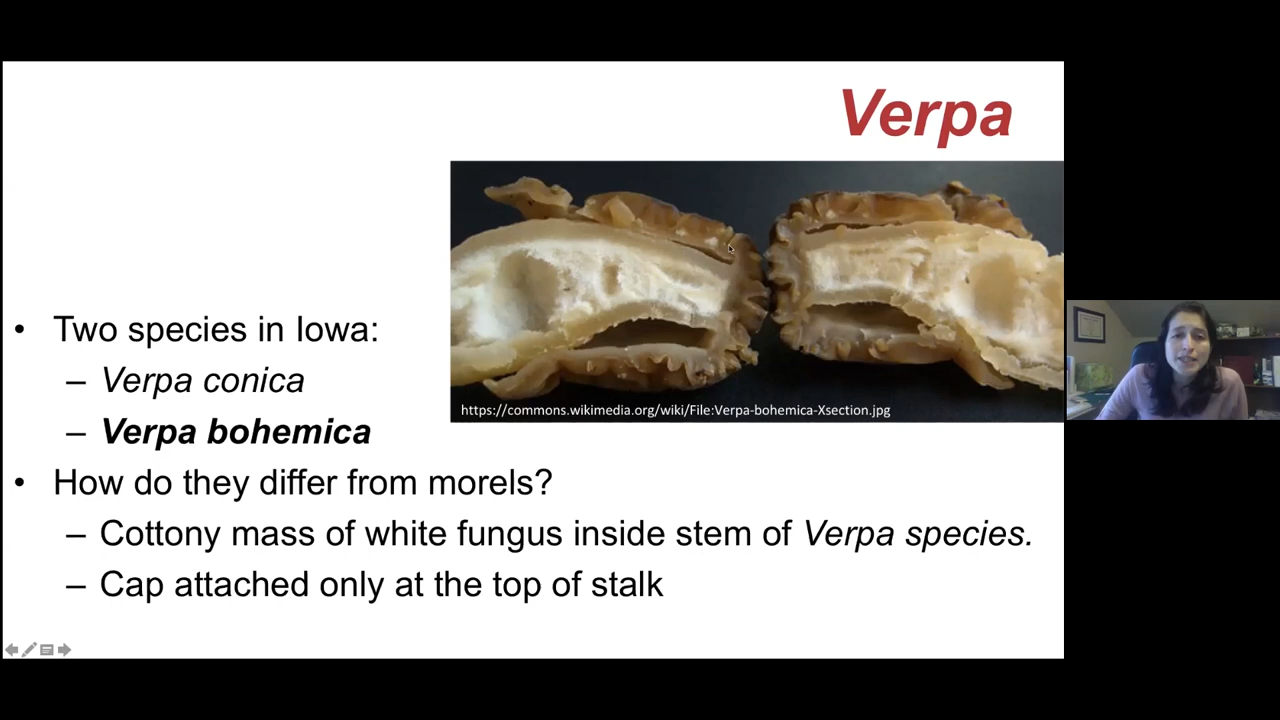 Verpa
https://commons.wikimedia.org/wiki/File:Verpa-bohemica-Xsection.jpg
• Two species in Iowa:
– Verpa conica
– Verpa bohemica
• How do they differ from morels?
– Cottony mass of white fungus inside stem of Verpa species.
– Cap attached only at the top of stalk